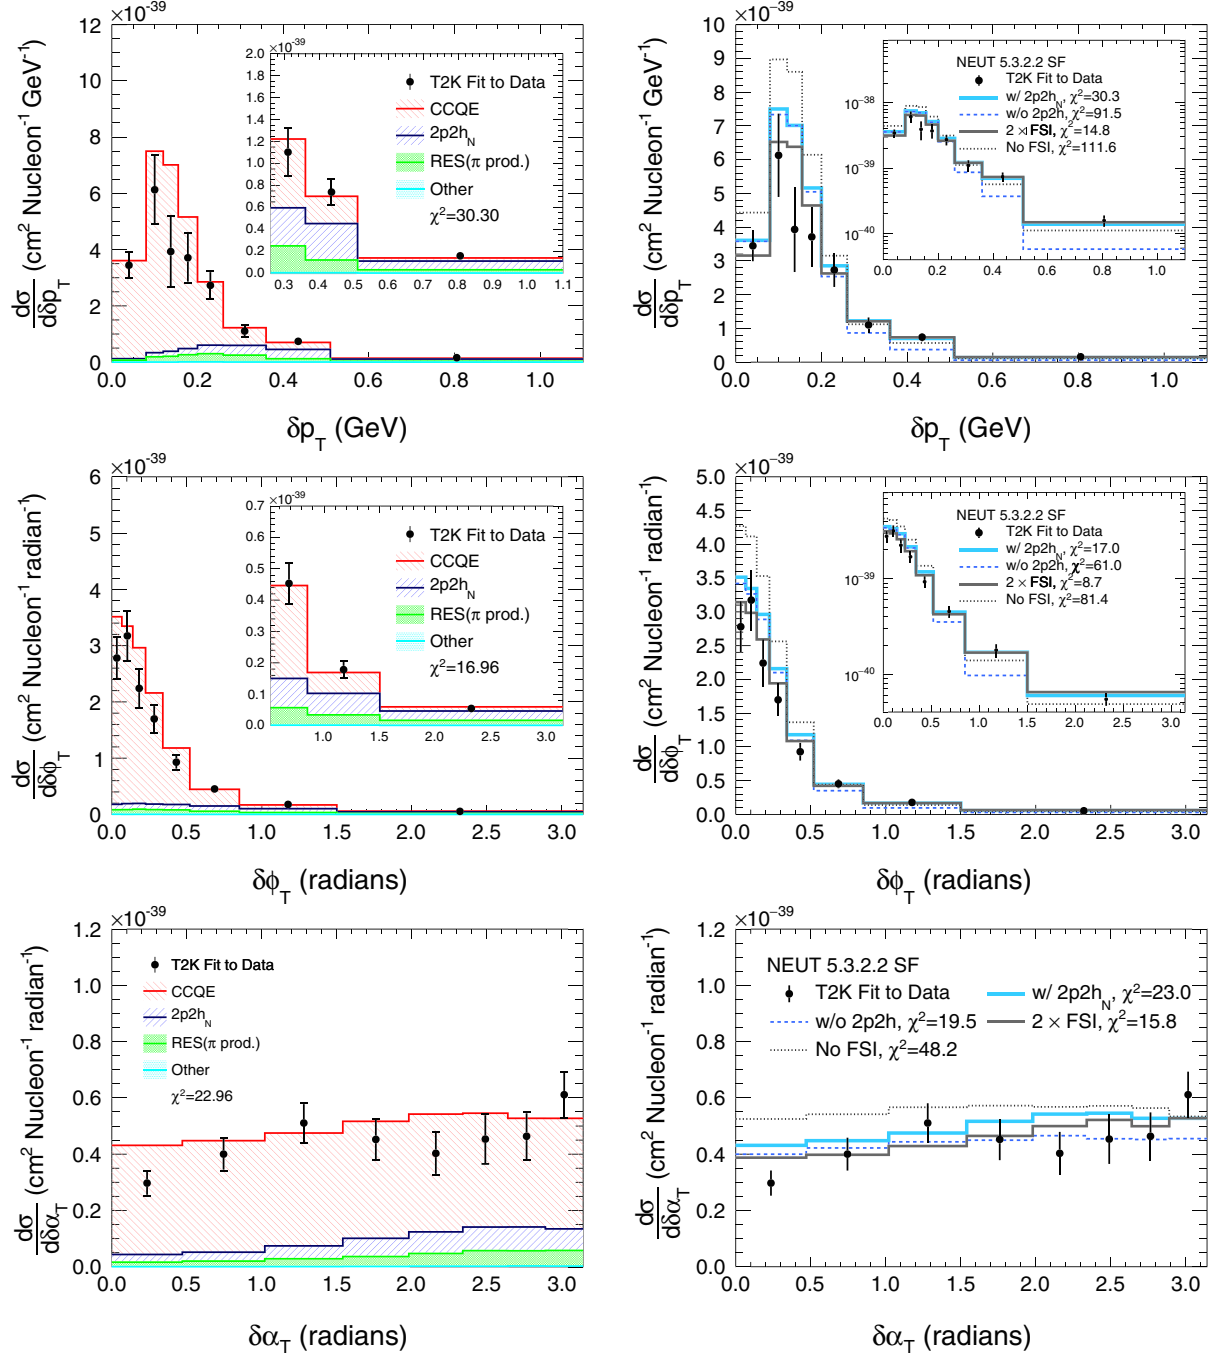 ×10⁻³⁹
dσ/dδp_T (cm² Nucleon⁻¹ GeV⁻¹)
12
10
8
6
4
2
0
0.0 0.2 0.4 0.6 0.8 1.0
δp_T (GeV)
×10⁻³⁹
2.0
1.8
1.6
1.4
1.2
1.0
0.8
0.6
0.4
0.2
0.0
0.3 0.4 0.5 0.6 0.7 0.8 0.9 1.0 1.1
T2K Fit to Data
CCQE
2p2h_N
RES(π prod.)
Other
χ²=30.30
×10⁻³⁹
dσ/dδp_T (cm² Nucleon⁻¹ GeV⁻¹)
10
9
8
7
6
5
4
3
2
1
0
0.0 0.2 0.4 0.6 0.8 1.0
δp_T (GeV)
NEUT 5.3.2.2 SF
T2K Fit to Data
w/ 2p2h_N, χ²=30.3
w/o 2p2h, χ²=91.5
2 × FSI, χ²=14.8
No FSI, χ²=111.6
10⁻³⁸
10⁻³⁹
10⁻⁴⁰
0.0 0.2 0.4 0.6 0.8 1.0
×10⁻³⁹
dσ/dδϕ_T (cm² Nucleon⁻¹ radian⁻¹)
6
5
4
3
2
1
0
0.0 0.5 1.0 1.5 2.0 2.5 3.0
δϕ_T (radians)
×10⁻³⁹
0.7
0.6
0.5
0.4
0.3
0.2
0.1
0.0
1.0 1.5 2.0 2.5 3.0
T2K Fit to Data
CCQE
2p2h_N
RES(π prod.)
Other
χ²=16.96
×10⁻³⁹
dσ/dδϕ_T (cm² Nucleon⁻¹ radian⁻¹)
5.0
4.5
4.0
3.5
3.0
2.5
2.0
1.5
1.0
0.5
0.0
0.0 0.5 1.0 1.5 2.0 2.5 3.0
δϕ_T (radians)
NEUT 5.3.2.2 SF
T2K Fit to Data
w/ 2p2h_N, χ²=17.0
w/o 2p2h, χ²=61.0
2 × FSI, χ²=8.7
No FSI, χ²=81.4
10⁻³⁹
10⁻⁴⁰
0.0 0.5 1.0 1.5 2.0 2.5 3.0
×10⁻³⁹
dσ/dδα_T (cm² Nucleon⁻¹ radian⁻¹)
1.2
1.0
0.8
0.6
0.4
0.2
0.0
0.0 0.5 1.0 1.5 2.0 2.5 3.0
δα_T (radians)
T2K Fit to Data
CCQE
2p2h_N
RES(π prod.)
Other
χ²=22.96
×10⁻³⁹
dσ/dδα_T (cm² Nucleon⁻¹ radian⁻¹)
1.2
1.0
0.8
0.6
0.4
0.2
0.0
0.0 0.5 1.0 1.5 2.0 2.5 3.0
δα_T (radians)
NEUT 5.3.2.2 SF
T2K Fit to Data w/ 2p2h_N, χ²=23.0
w/o 2p2h, χ²=19.5 2 × FSI, χ²=15.8
No FSI, χ²=48.2